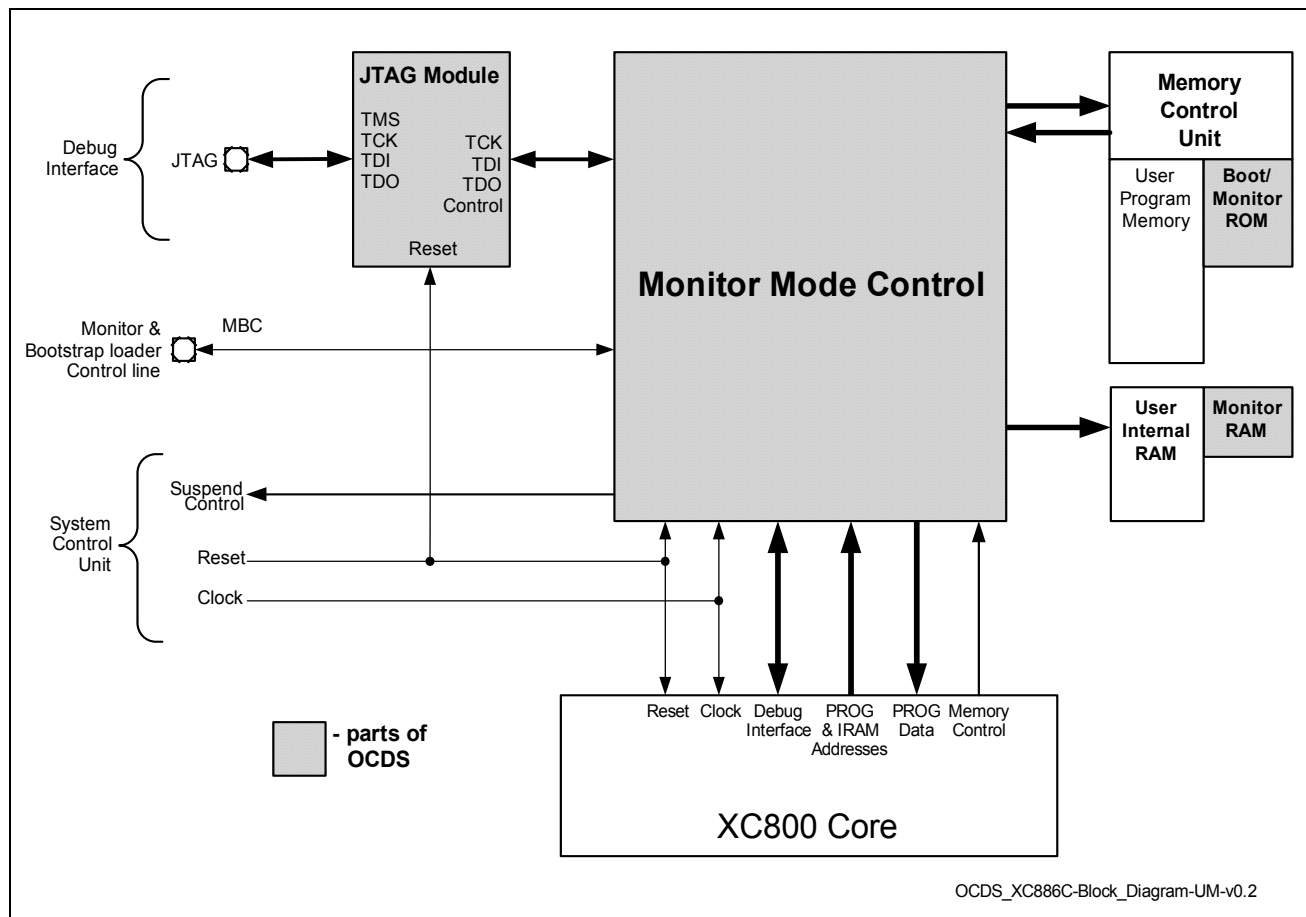 JTAG Module
TMS
TCK
TDI
TDO
TCK
TDI
TDO
Control
Reset
Debug
Interface
JTAG
Monitor Mode Control
Memory
Control
Unit
User
Program
Memory
Boot/
Monitor
ROM
Monitor &
Bootstrap loader
Control line
MBC
User
Internal
RAM
Monitor
RAM
System
Control
Unit
Suspend
Control
Reset
Clock
- parts of
OCDS
Reset
Clock
Debug
Interface
PROG
& IRAM
Addresses
PROG
Data
Memory
Control
XC800 Core
OCDS_XC886C-Block_Diagram-UM-v0.2